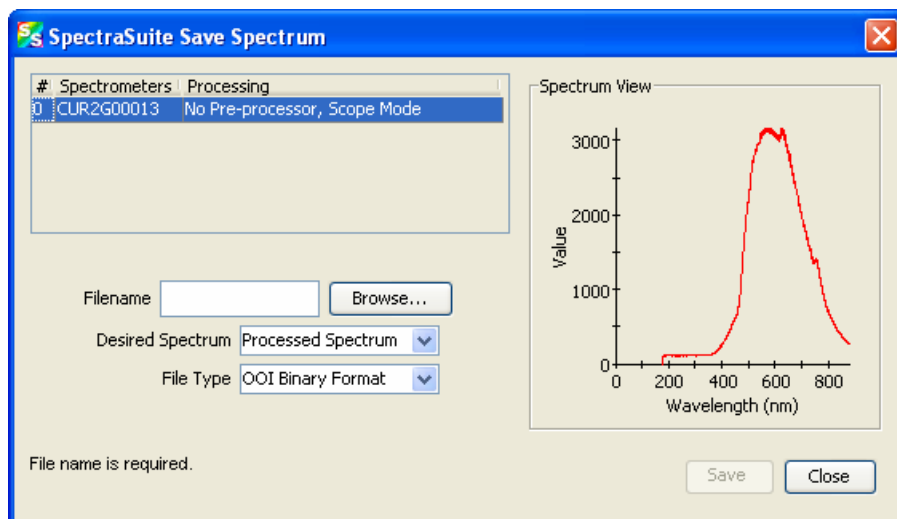 SpectraSuite Save Spectrum
# Spectrometers Processing
0 CUR2G00013 No Pre-processor, Scope Mode
Filename Browse...
Desired Spectrum Processed Spectrum
File Type OOI Binary Format
File name is required.
Spectrum View
3000
2000
1000
0
Value
0 200 400 600 800
Wavelength (nm)
Save Close